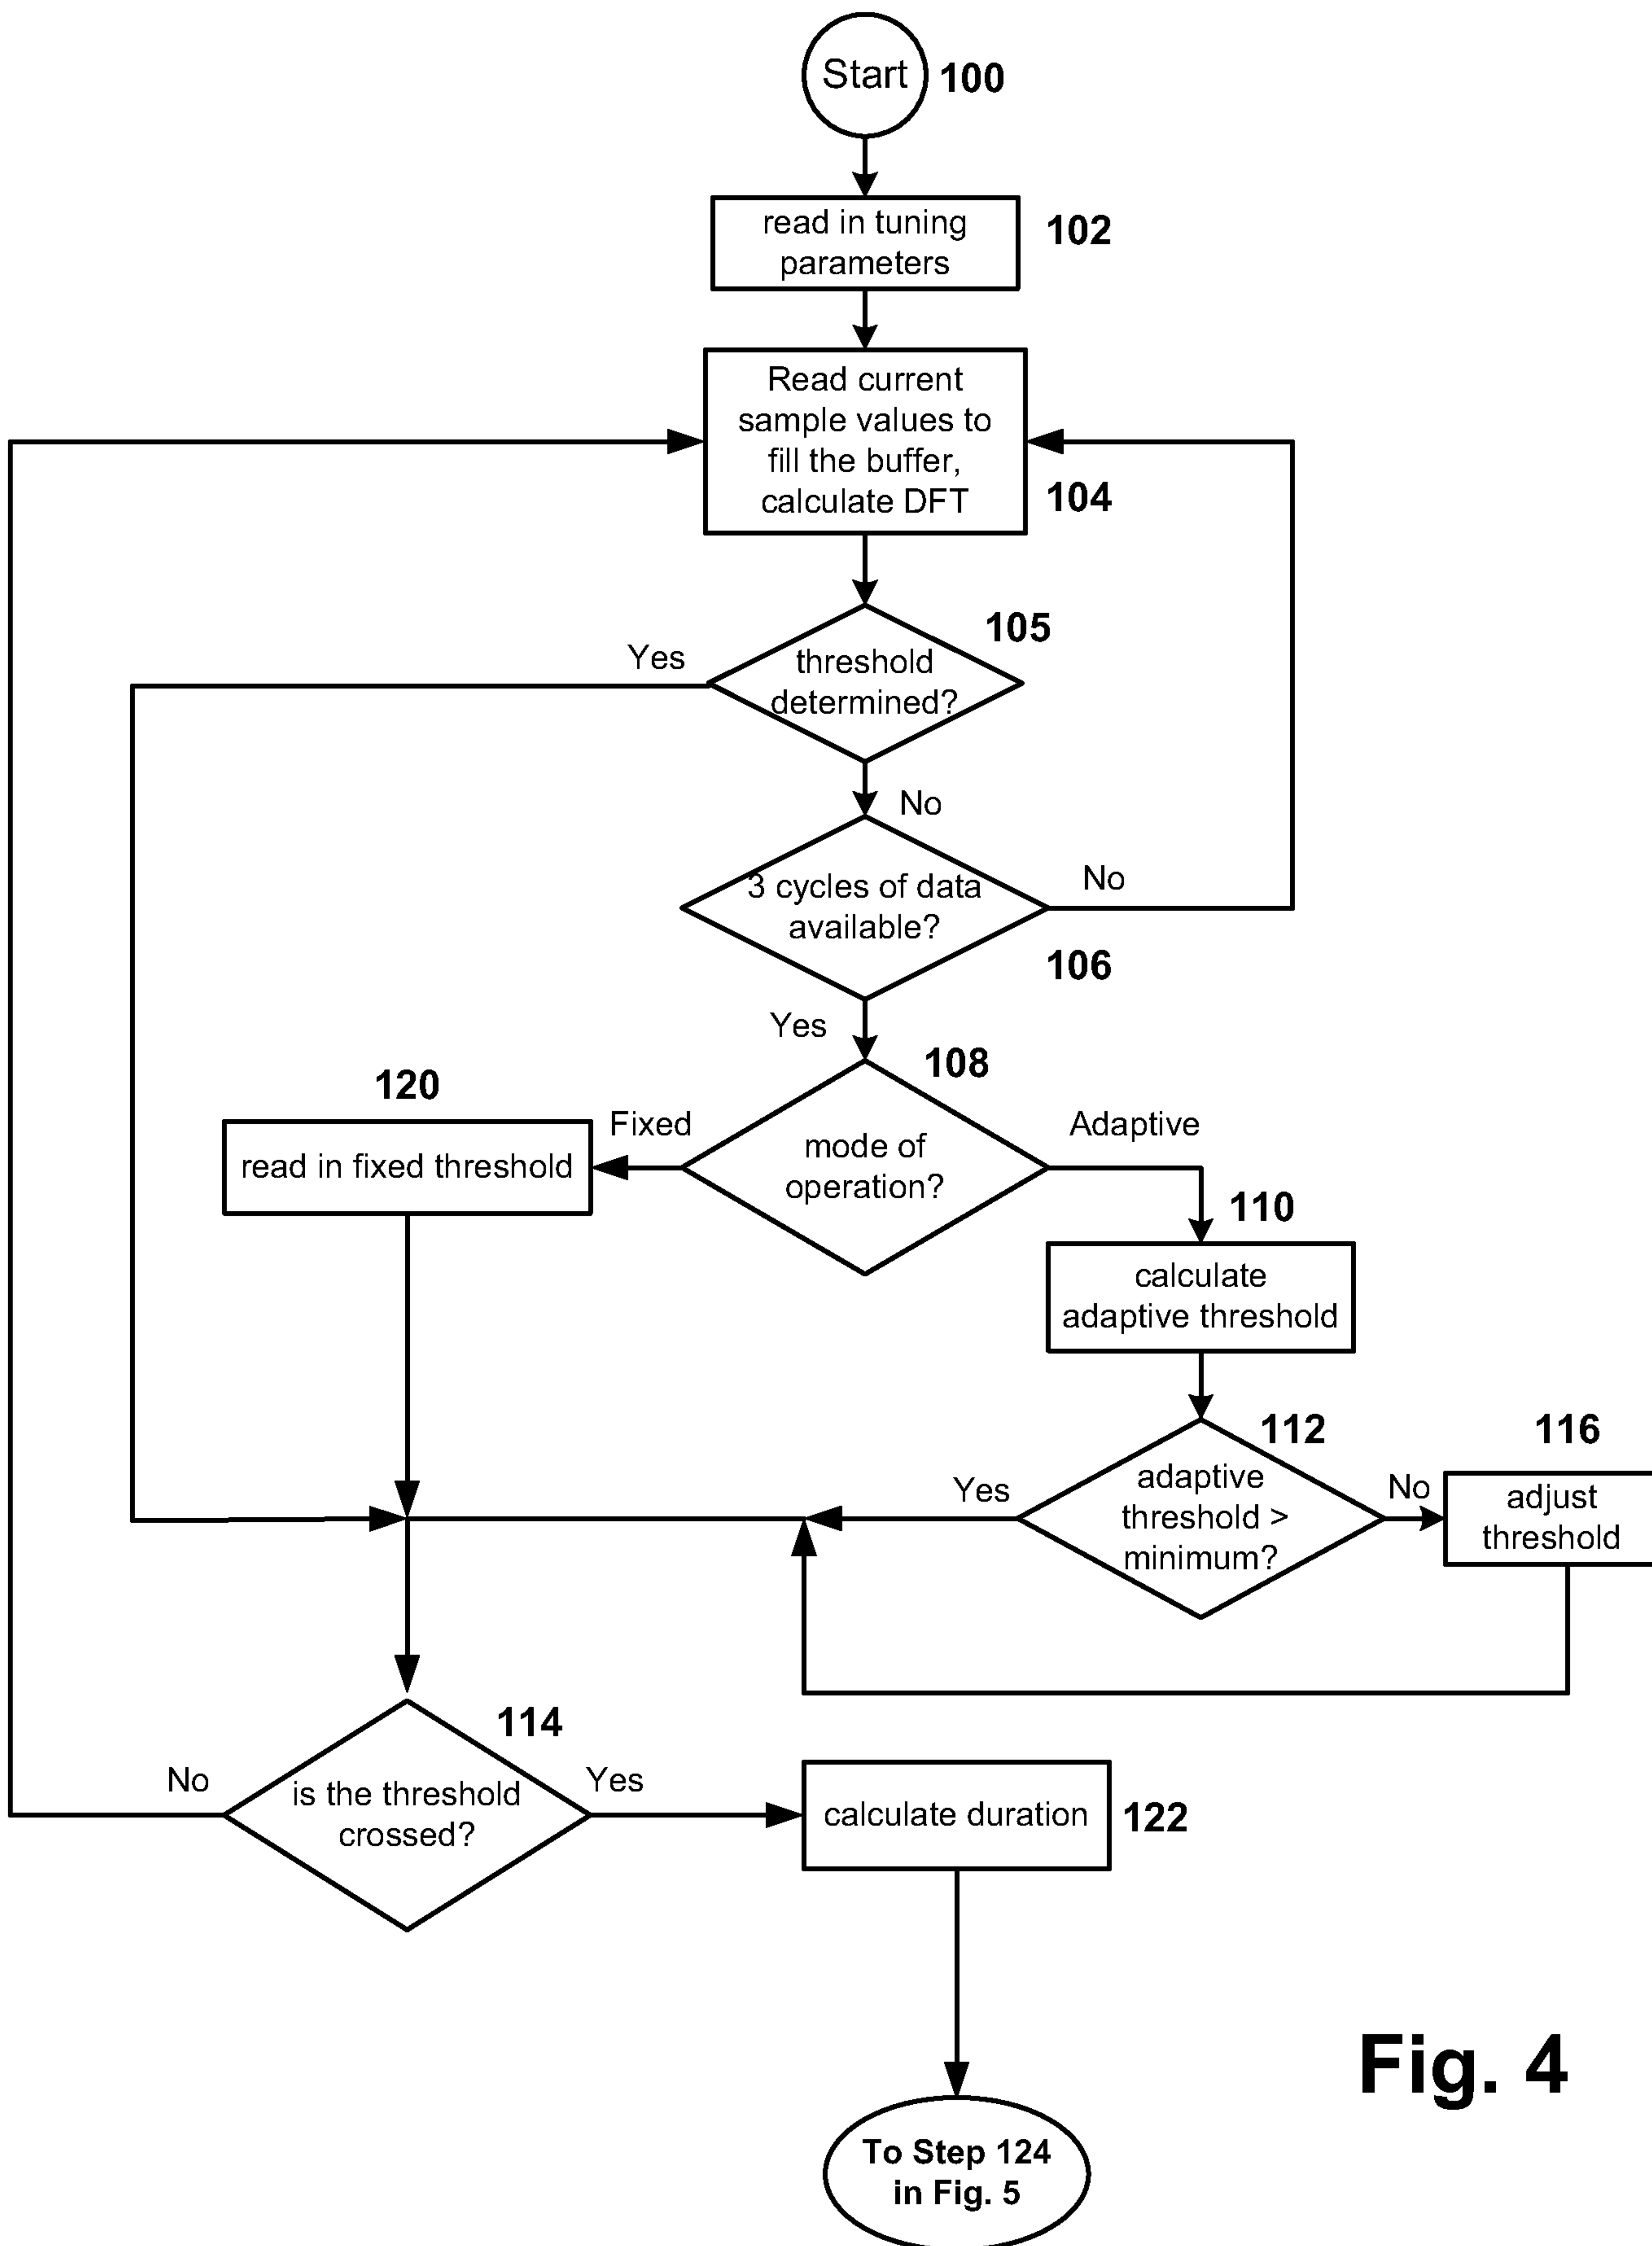 Start
100
read in tuning
parameters
102
Read current
sample values to
fill the buffer,
calculate DFT
104
105
Yes
threshold
determined?
No
3 cycles of data
available?
No
106
Yes
108
120
Fixed
Adaptive
read in fixed threshold
mode of
operation?
110
calculate
adaptive threshold
112
116
Yes
adaptive
threshold >
minimum?
No
adjust
threshold
114
No
is the threshold
crossed?
Yes
calculate duration
122
Fig. 4
To Step 124
in Fig. 5